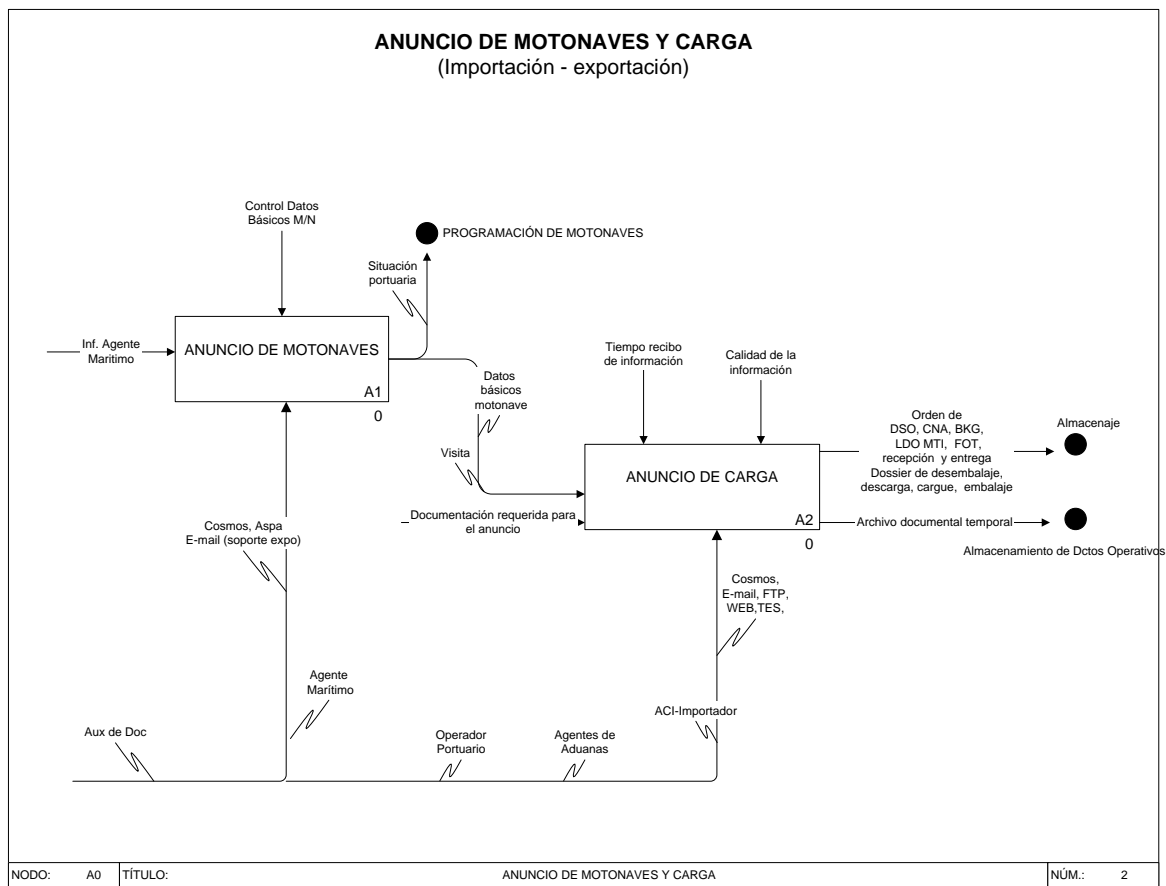 ANUNCIO DE MOTONAVES Y CARGA
(Importación - exportación)
Control Datos
Básicos M/N
PROGRAMACIÓN DE MOTONAVES
Situación
portuaria
Inf. Agente
Maritimo
ANUNCIO DE MOTONAVES
A1
0
Datos
básicos
motonave
Visita
Tiempo recibo
de información
Calidad de la
información
ANUNCIO DE CARGA
A2
0
Documentación requerida para
el anuncio
Orden de
DSO, CNA, BKG,
LDO MTI, FOT,
recepción y entrega
Dossier de desembalaje,
descarga, cargue, embalaje
Almacenaje
Archivo documental temporal
Almacenamiento de Dctos Operativos
Cosmos, Aspa
E-mail (soporte expo)
Cosmos,
E-mail, FTP,
WEB,TES,
Agente
Marítimo
ACI-Importador
Aux de Doc
Operador
Portuario
Agentes de
Aduanas
NODO: A0 TÍTULO: ANUNCIO DE MOTONAVES Y CARGA NÚM.: 2